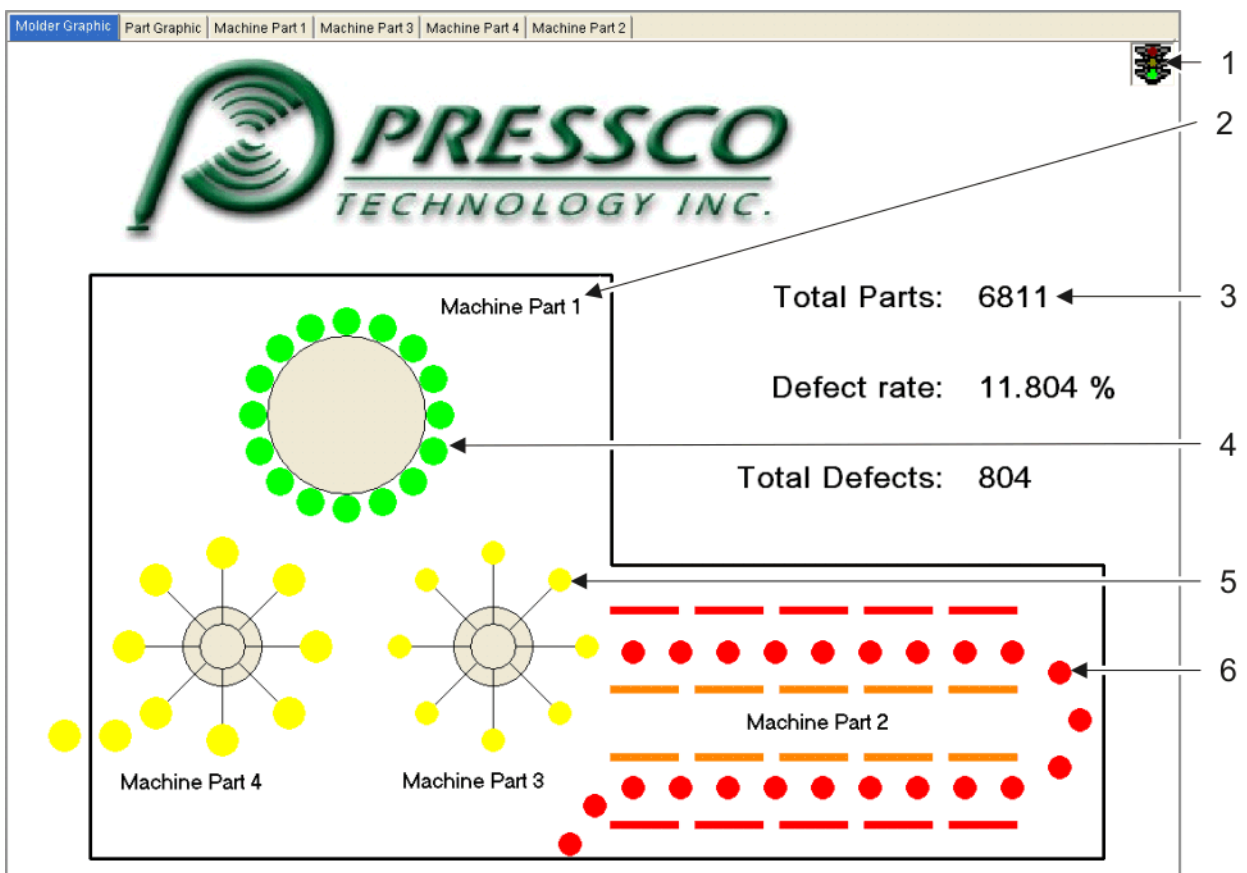 Molder Graphic Part Graphic Machine Part 1 Machine Part 3 Machine Part 4 Machine Part 2
1
2
PRESSCO
TECHNOLOGY INC.
Machine Part 1
Total Parts: 6811
3
Defect rate: 11.804 %
4
Total Defects: 804
5
6
Machine Part 2
Machine Part 4
Machine Part 3